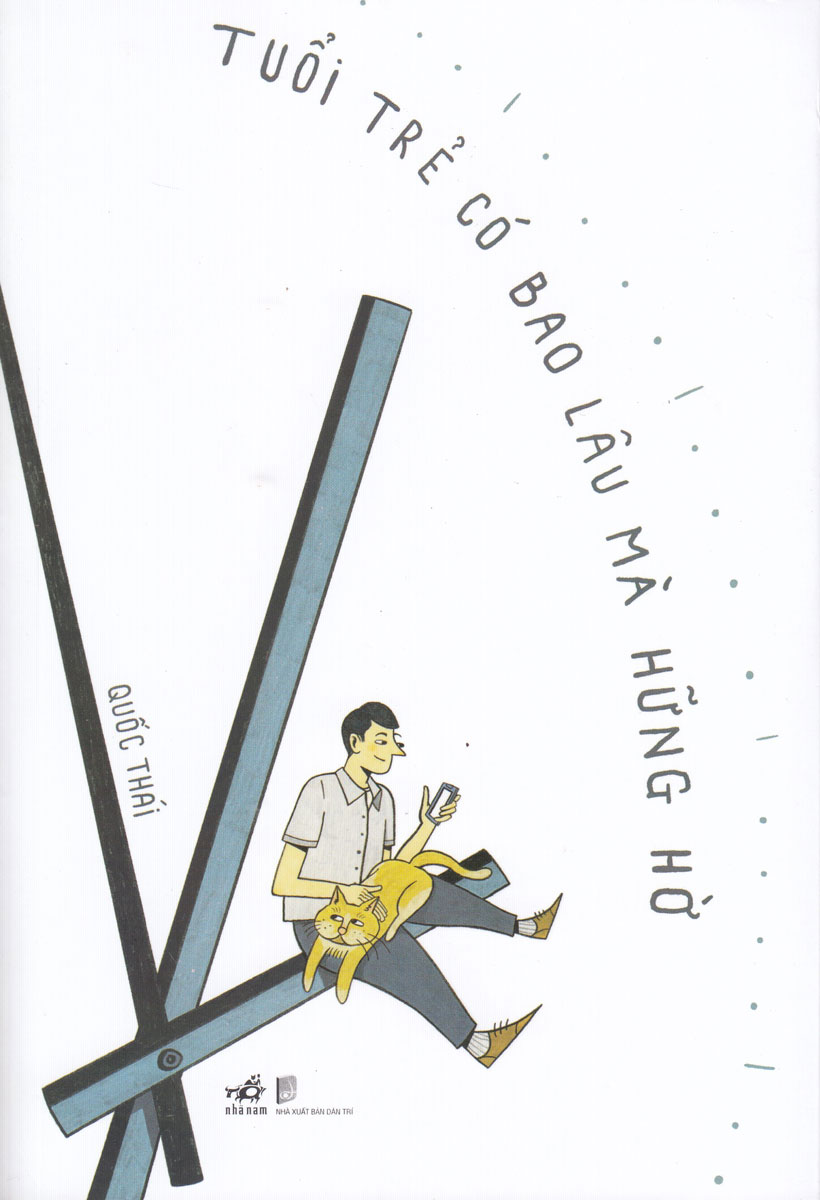 TUỔI TRẺ CÓ BAO LÂU MÀ HỮNG HỜ
QUỐC THÁI
nhã nam
NHÀ XUẤT BẢN DÂN TRÍ